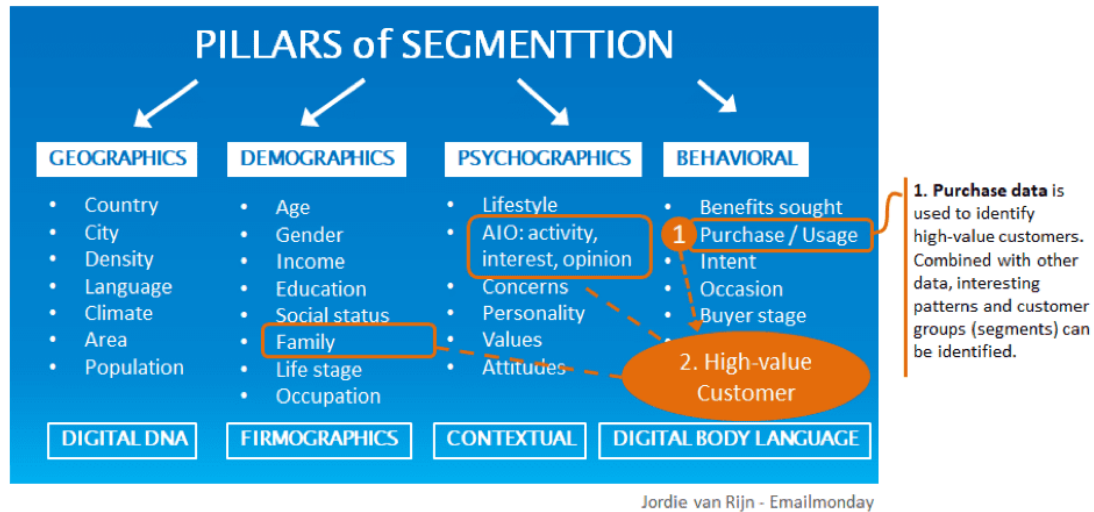 PILLARS of SEGMENTTION
GEOGRAPHICS
• Country
• City
• Density
• Language
• Climate
• Area
• Population
DEMOGRAPHICS
• Age
• Gender
• Income
• Education
• Social status
• Family
• Life stage
• Occupation
PSYCHOGRAPHICS
• Lifestyle
• AIO: activity,
interest, opinion
• Concerns
• Personality
• Values
• Attitudes
BEHAVIORAL
• Benefits sought
1 Purchase / Usage
• Intent
• Occasion
• Buyer stage
2. High-value
Customer
DIGITAL DNA
FIRMOGRAPHICS
CONTEXTUAL
DIGITAL BODY LANGUAGE
1. Purchase data is
used to identify
high-value customers.
Combined with other
data, interesting
patterns and customer
groups (segments) can
be identified.
Jordie van Rijn - Emailmonday